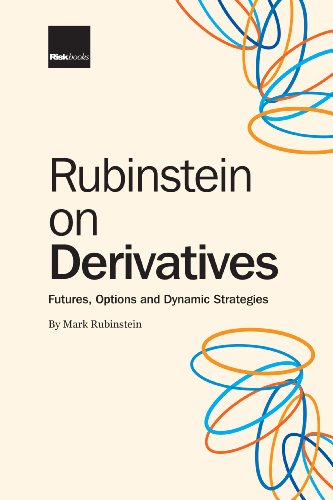 Riskbooks
Rubinstein
on
Derivatives
Futures, Options and Dynamic Strategies
By Mark Rubinstein